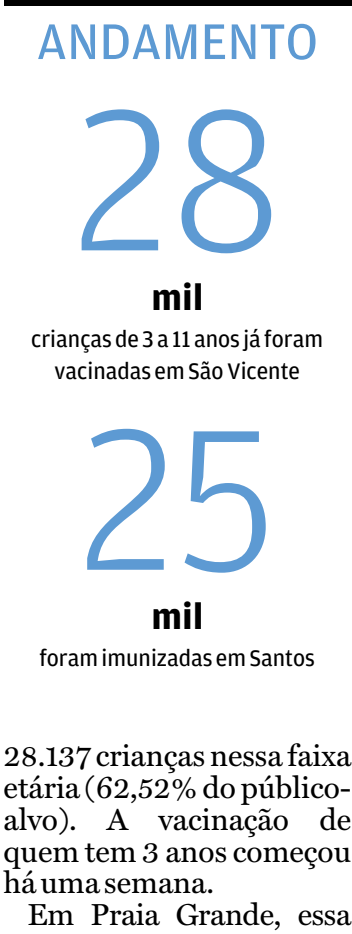 ANDAMENTO
28
mil
crianças de 3 a 11 anos já foram
vacinadas em São Vicente
25
mil
foram imunizadas em Santos
28.137 crianças nessa faixa
etária (62,52% do público-
alvo). A vacinação de
quem tem 3 anos começou
há uma semana.
Em Praia Grande, essa